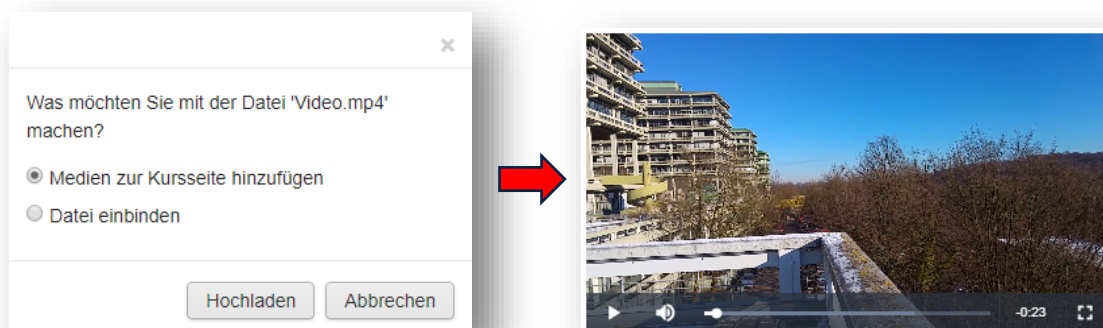 ×
Was möchten Sie mit der Datei 'Video.mp4'
machen?
Medien zur Kursseite hinzufügen
Datei einbinden
Hochladen Abbrechen
-0:23